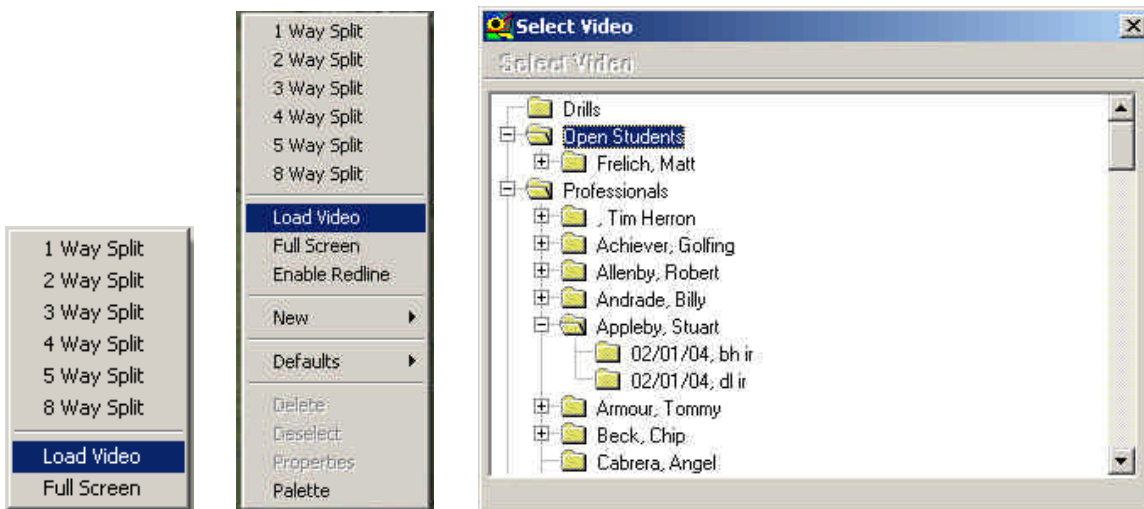 1 Way Split
2 Way Split
3 Way Split
4 Way Split
5 Way Split
8 Way Split
Load Video
Full Screen
1 Way Split
2 Way Split
3 Way Split
4 Way Split
5 Way Split
8 Way Split
Load Video
Full Screen
Enable Redline
New
Defaults
Delete
Deselect
Properties
Palette
Select Video
Select Video
Drills
Open Students
Frelich, Matt
Professionals
, Tim Herron
Achiever, Golfing
Allenby, Robert
Andrade, Billy
Appleby, Stuart
02/01/04, bh ir
02/01/04, dl ir
Armour, Tommy
Beck, Chip
Cabrera, Angel